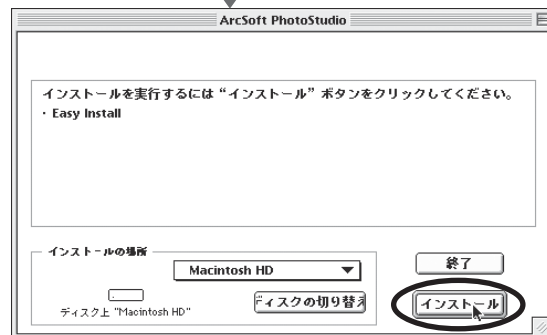 ArcSoft PhotoStudio
インストールを実行するには“インストール”ボタンをクリックしてください。
・Easy Install
インストールの場所
Macintosh HD
終了
ディスク上 "Macintosh HD"
ディスクの切り替え
インストール